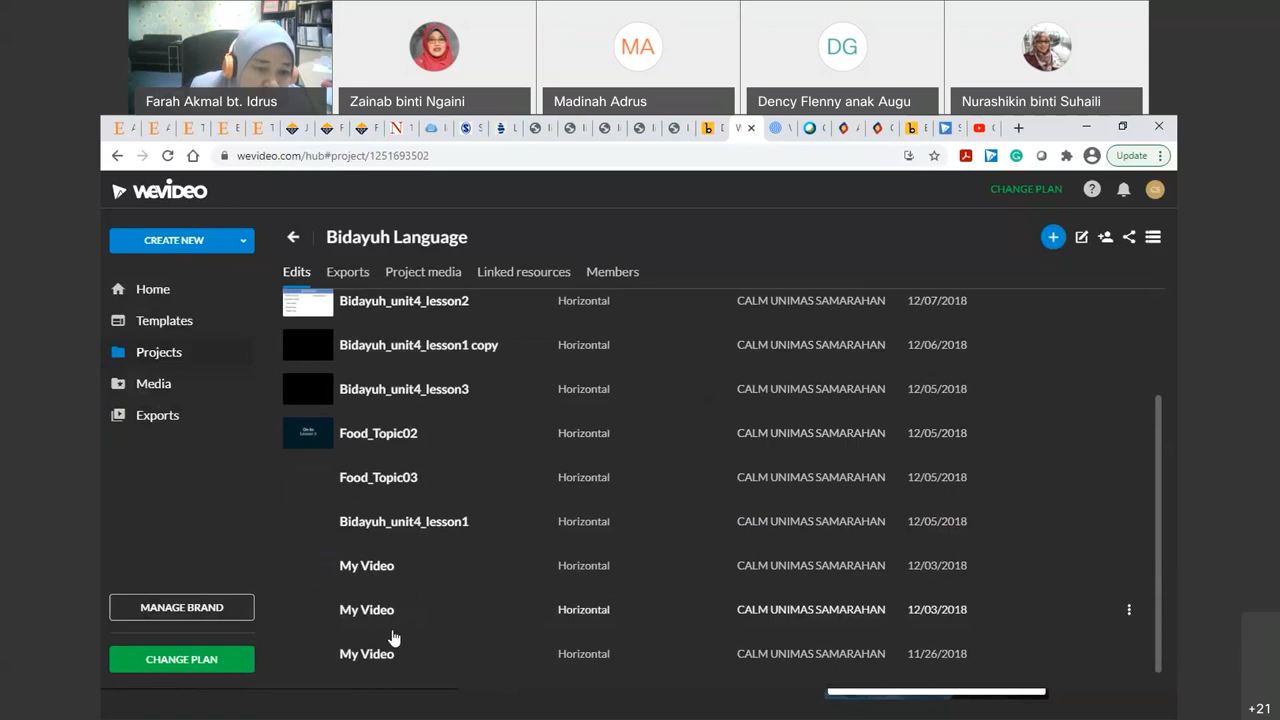 MA
DG
Farah Akmal bt. Idrus
Zainab binti Ngaini
Madinah Adrus
Dency Flenny anak Augu
Nurashikin binti Suhaili
wevideo.com/hub#project/1251693502
Update
WEVIDEO
CHANGE PLAN
CS
CREATE NEW
Bidayuh Language
Edits Exports Project media Linked resources Members
Home
Templates
Projects
Media
Exports
Bidayuh_unit4_lesson2 Horizontal CALM UNIMAS SAMARAHAN 12/07/2018
Bidayuh_unit4_lesson1 copy Horizontal CALM UNIMAS SAMARAHAN 12/06/2018
Bidayuh_unit4_lesson3 Horizontal CALM UNIMAS SAMARAHAN 12/05/2018
Food_Topic02 Horizontal CALM UNIMAS SAMARAHAN 12/05/2018
Food_Topic03 Horizontal CALM UNIMAS SAMARAHAN 12/05/2018
Bidayuh_unit4_lesson1 Horizontal CALM UNIMAS SAMARAHAN 12/05/2018
My Video Horizontal CALM UNIMAS SAMARAHAN 12/03/2018
My Video Horizontal CALM UNIMAS SAMARAHAN 12/03/2018
My Video Horizontal CALM UNIMAS SAMARAHAN 11/26/2018
MANAGE BRAND
CHANGE PLAN
+21